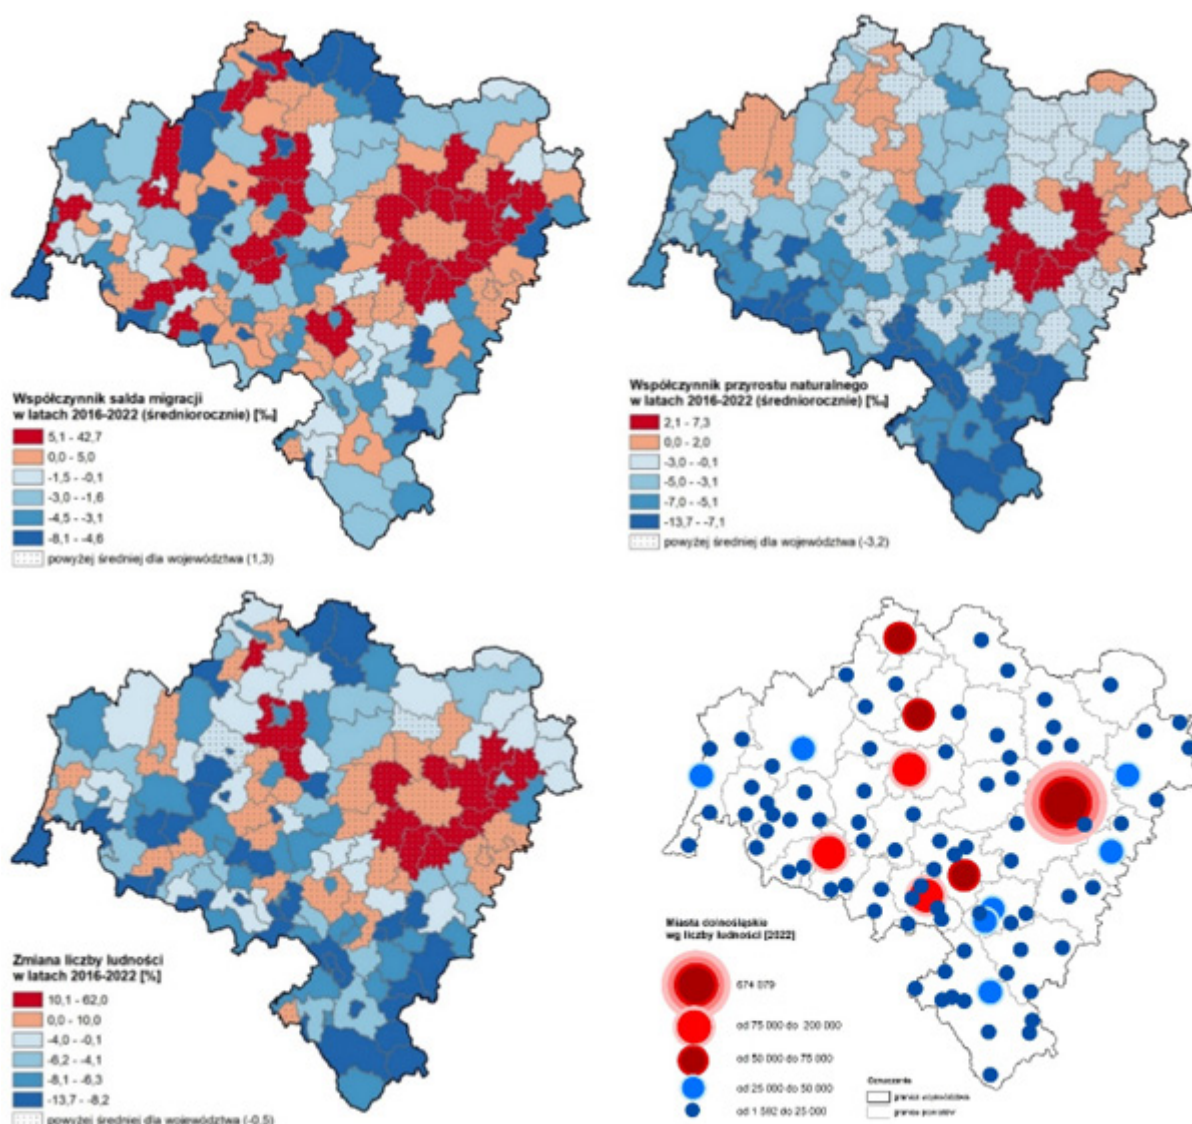 Współczynnik salda migracji
w latach 2016-2022 (średniorocznie) [‰]
5,1 - 42,7
0,0 - 5,0
-1,5 - -0,1
-3,0 - -1,6
-4,5 - -3,1
-8,1 - -4,6
powyżej średniej dla województwa (1,3)
Współczynnik przyrostu naturalnego
w latach 2016-2022 (średniorocznie) [‰]
2,1 - 7,3
0,0 - 2,0
-3,0 - -0,1
-5,0 - -3,1
-7,0 - -5,1
-13,7 - -7,1
powyżej średniej dla województwa (-3,2)
Zmiana liczby ludności
w latach 2016-2022 [%]
10,1 - 62,0
0,0 - 10,0
-4,0 - -0,1
-6,2 - -4,1
-8,1 - -6,3
-13,7 - -8,2
powyżej średniej dla województwa (-0,5)
Miasta dolnośląskie
wg liczby ludności [2022]
674 079
od 75 000 do 200 000
od 50 000 do 75 000
od 25 000 do 50 000
od 1 592 do 25 000
Oznaczenia
granica województwa
granice powiatów